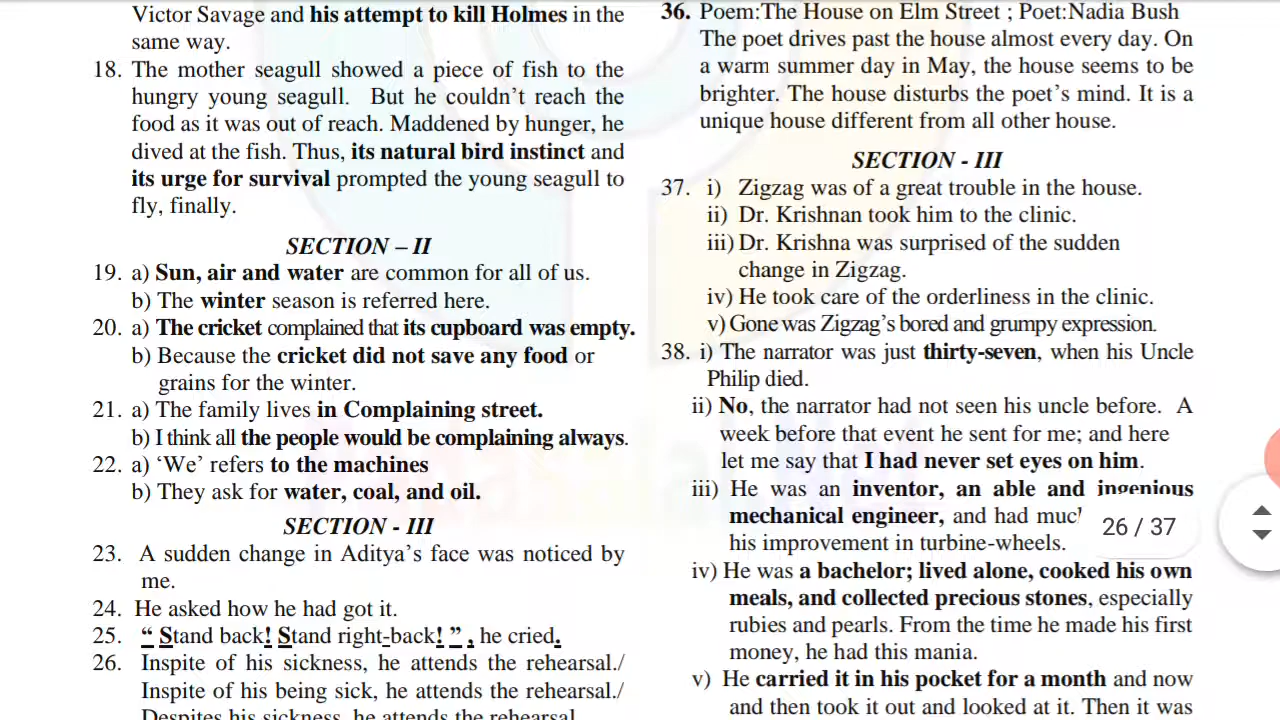 Victor Savage and his attempt to kill Holmes in the
same way.
18. The mother seagull showed a piece of fish to the
hungry young seagull. But he couldn't reach the
food as it was out of reach. Maddened by hunger, he
dived at the fish. Thus, its natural bird instinct and
its urge for survival prompted the young seagull to
fly, finally.
SECTION – II
19. a) Sun, air and water are common for all of us.
b) The winter season is referred here.
20. a) The cricket complained that its cupboard was empty.
b) Because the cricket did not save any food or
grains for the winter.
21. a) The family lives in Complaining street.
b) I think all the people would be complaining always.
22. a) 'We' refers to the machines
b) They ask for water, coal, and oil.
SECTION - III
23. A sudden change in Aditya's face was noticed by
me.
24. He asked how he had got it.
25. “ Stand back! Stand right-back! ” , he cried.
26. Inspite of his sickness, he attends the rehearsal./
Inspite of his being sick, he attends the rehearsal./
Despites his sickness, he attends the rehearsal
36. Poem:The House on Elm Street ; Poet:Nadia Bush
The poet drives past the house almost every day. On
a warm summer day in May, the house seems to be
brighter. The house disturbs the poet's mind. It is a
unique house different from all other house.
SECTION - III
37. i) Zigzag was of a great trouble in the house.
ii) Dr. Krishnan took him to the clinic.
iii) Dr. Krishna was surprised of the sudden
change in Zigzag.
iv) He took care of the orderliness in the clinic.
v) Gone was Zigzag's bored and grumpy expression.
38. i) The narrator was just thirty-seven, when his Uncle
Philip died.
ii) No, the narrator had not seen his uncle before. A
week before that event he sent for me; and here
let me say that I had never set eyes on him.
iii) He was an inventor, an able and ingenious
mechanical engineer, and had
his improvement in turbine-wheels.
iv) He was a bachelor; lived alone, cooked his own
meals, and collected precious stones, especially
rubies and pearls. From the time he made his first
money, he had this mania.
v) He carried it in his pocket for a month and now
and then took it out and looked at it. Then it was
26 / 37